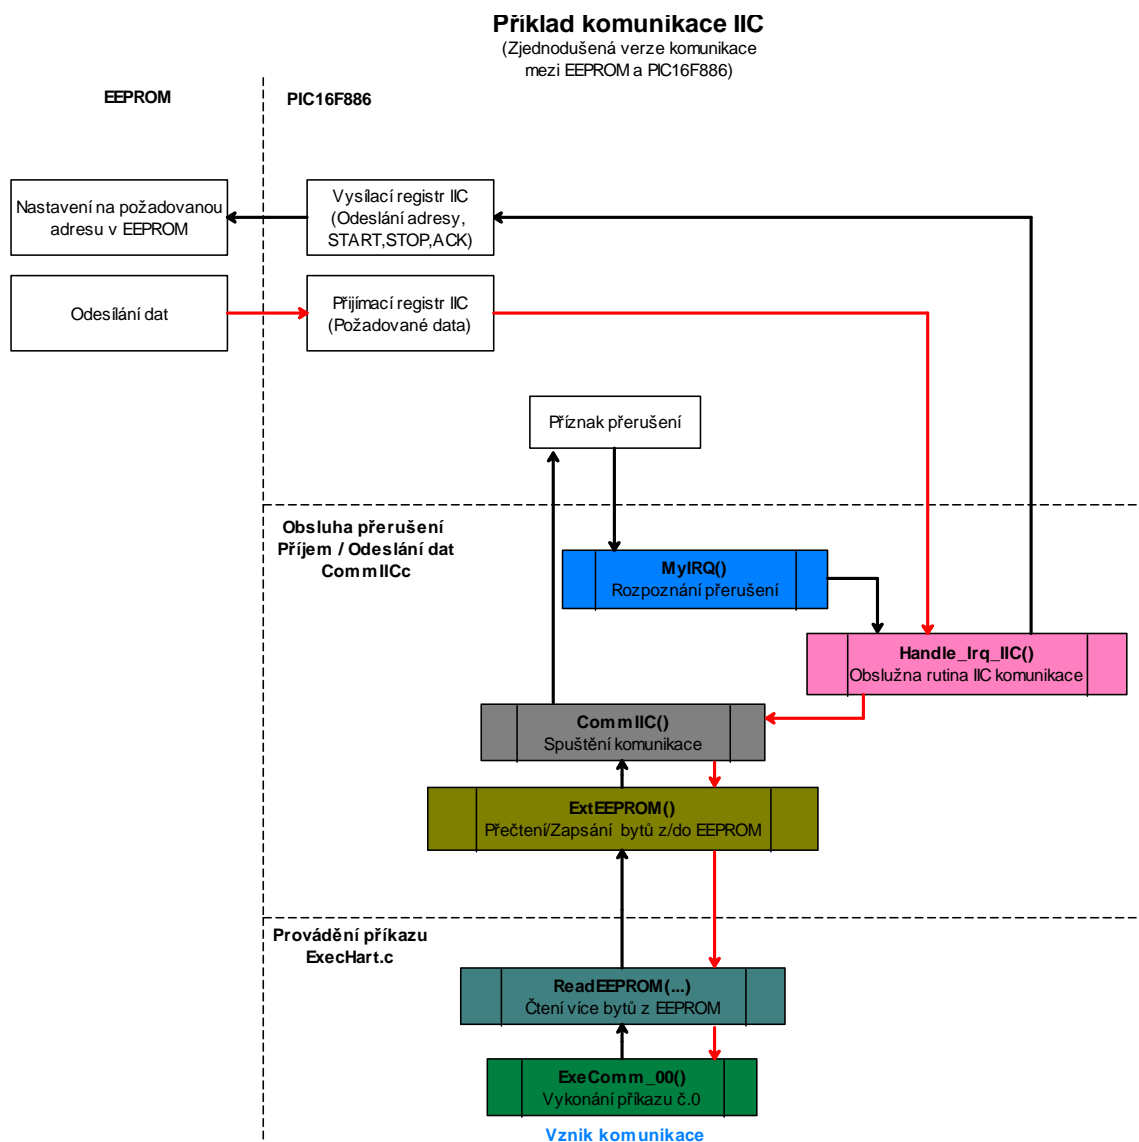 Příklad komunikace IIC
(Zjednodušená verze komunikace
mezi EEPROM a PIC16F886)
EEPROM
PIC16F886
Nastavení na požadovanou
adresu v EEPROM
Vysílací registr IIC
(Odeslání adresy,
START,STOP,ACK)
Odesílání dat
Přijímací registr IIC
(Požadované data)
Příznak přerušení
Obsluha přerušení
Příjem / Odeslání dat
CommIICc
MyIRQ()
Rozpoznání přerušení
Handle_Irq_IIC()
Obslužna rutina IIC komunikace
CommIIC()
Spuštění komunikace
ExtEEPROM()
Přečtení/Zapsání bytů z/do EEPROM
Provádění příkazu
ExecHart.c
ReadEEPROM(...)
Čtení více bytů z EEPROM
ExeComm_00()
Vykonání příkazu č.0
Vznik komunikace